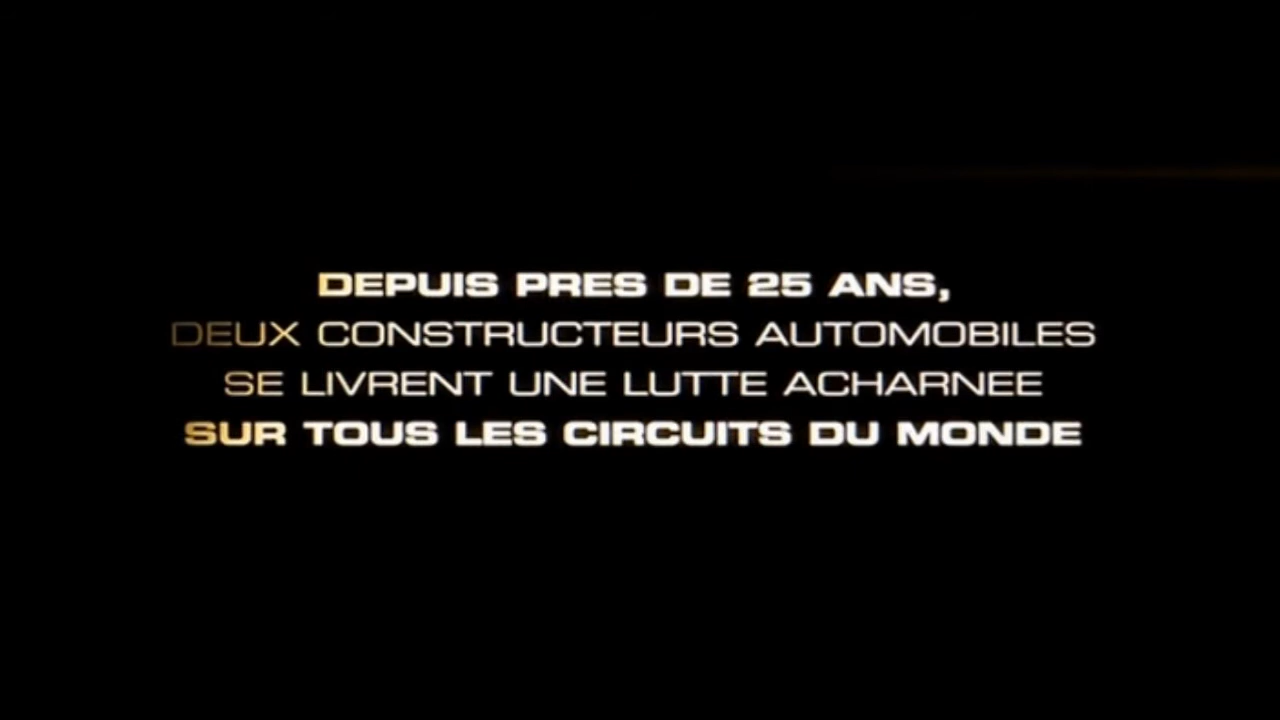 DEPUIS PRES DE 25 ANS,
DEUX CONSTRUCTEURS AUTOMOBILES
SE LIVRENT UNE LUTTE ACHARNEE
SUR TOUS LES CIRCUITS DU MONDE